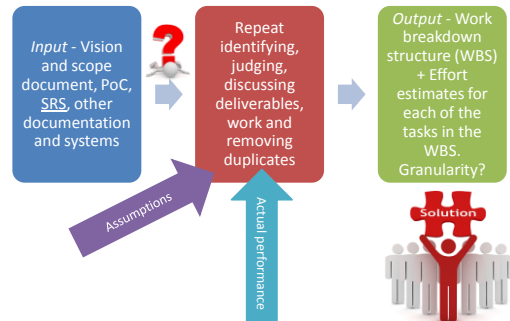 Input - Vision
and scope
document, PoC,
SRS, other
documentation
and systems
?
Repeat
identifying,
judging,
discussing
deliverables,
work and
removing
duplicates
Output - Work
breakdown
structure (WBS)
+ Effort
estimates for
each of the
tasks in the
WBS.
Granularity?
Assumptions
Actual performance
Solution